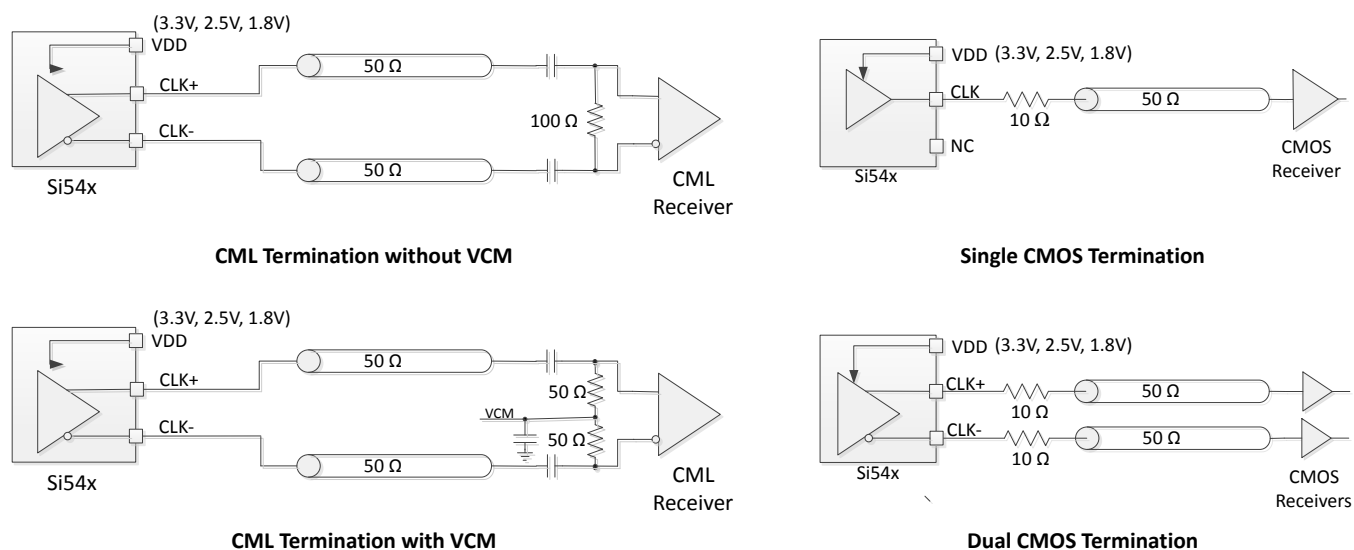 (3.3V, 2.5V, 1.8V)
VDD
CLK+
CLK-
50 Ω
50 Ω
100 Ω
Si54x
CML
Receiver
CML Termination without VCM
VDD (3.3V, 2.5V, 1.8V)
CLK
10 Ω
50 Ω
NC
Si54x
CMOS
Receiver
Single CMOS Termination
(3.3V, 2.5V, 1.8V)
VDD
CLK+
CLK-
50 Ω
50 Ω
VCM
50 Ω
50 Ω
Si54x
CML
Receiver
CML Termination with VCM
VDD (3.3V, 2.5V, 1.8V)
CLK+
10 Ω
50 Ω
CLK-
10 Ω
50 Ω
Si54x
CMOS
Receivers
Dual CMOS Termination